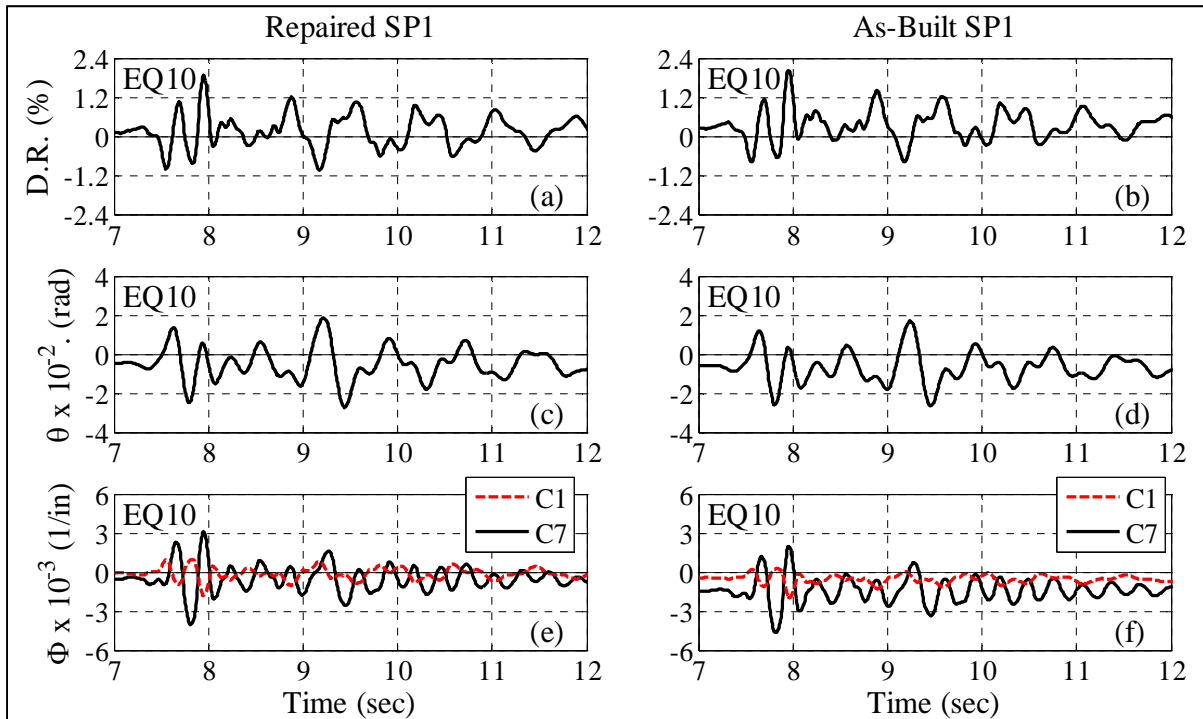 Repaired SP1
As-Built SP1
D.R. (%)
2.4
1.2
0
-1.2
-2.4
EQ10
(a)
7 8 9 10 11 12
2.4
1.2
0
-1.2
-2.4
EQ10
(b)
7 8 9 10 11 12
θ x 10-2. (rad)
4
2
0
-2
-4
EQ10
(c)
7 8 9 10 11 12
4
2
0
-2
-4
EQ10
(d)
7 8 9 10 11 12
Φ x 10-3 (1/in)
6
3
0
-3
-6
EQ10
C1
C7
(e)
7 8 9 10 11 12
Time (sec)
6
3
0
-3
-6
EQ10
C1
C7
(f)
7 8 9 10 11 12
Time (sec)